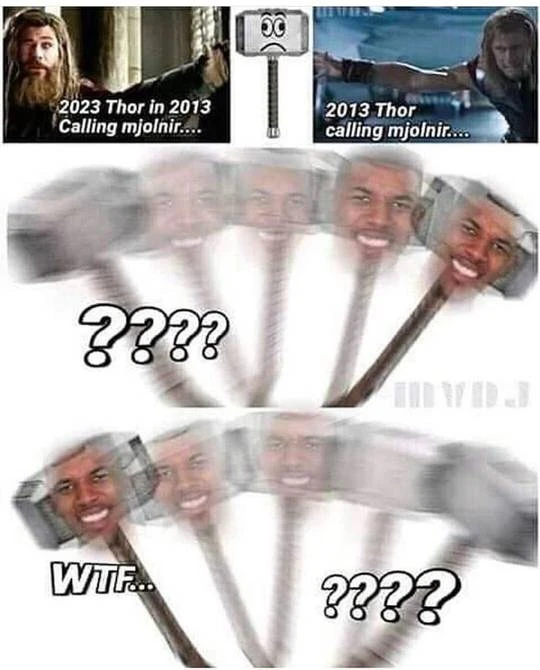 2023 Thor in 2013
Calling mjolnir....
2013 Thor
calling mjolnir....
????
WTF...
????